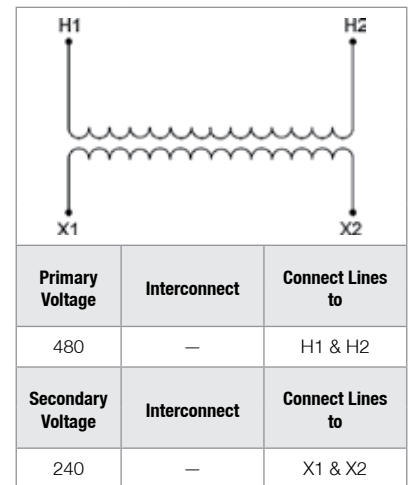 H1 H2
X1 X2
Primary Voltage Interconnect Connect Lines to
480 — H1 & H2
Secondary Voltage Interconnect Connect Lines to
240 — X1 & X2